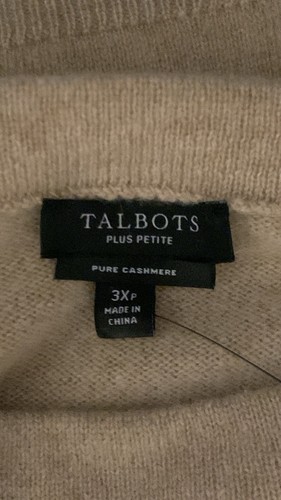 TALBOTS
PLUS PETITE
PURE CASHMERE
3XP
MADE IN
CHINA